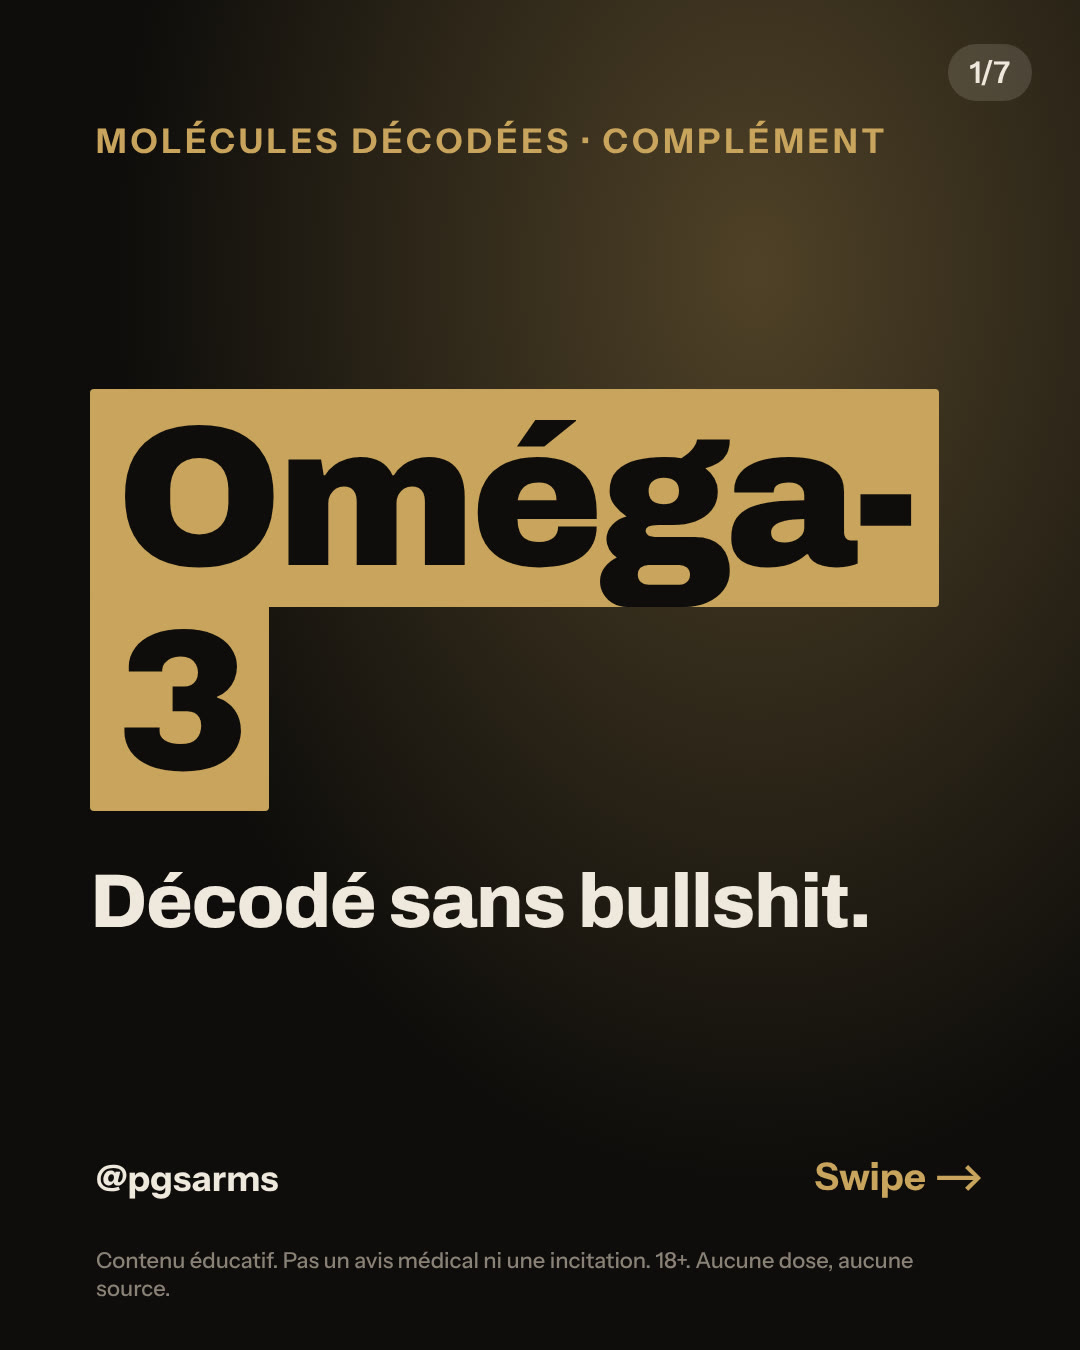 1/7
MOLÉCULES DÉCODÉES · COMPLÉMENT
Oméga-
3
Décodé sans bullshit.
@pgsarms
Swipe →
Contenu éducatif. Pas un avis médical ni une incitation. 18+. Aucune dose, aucune
source.